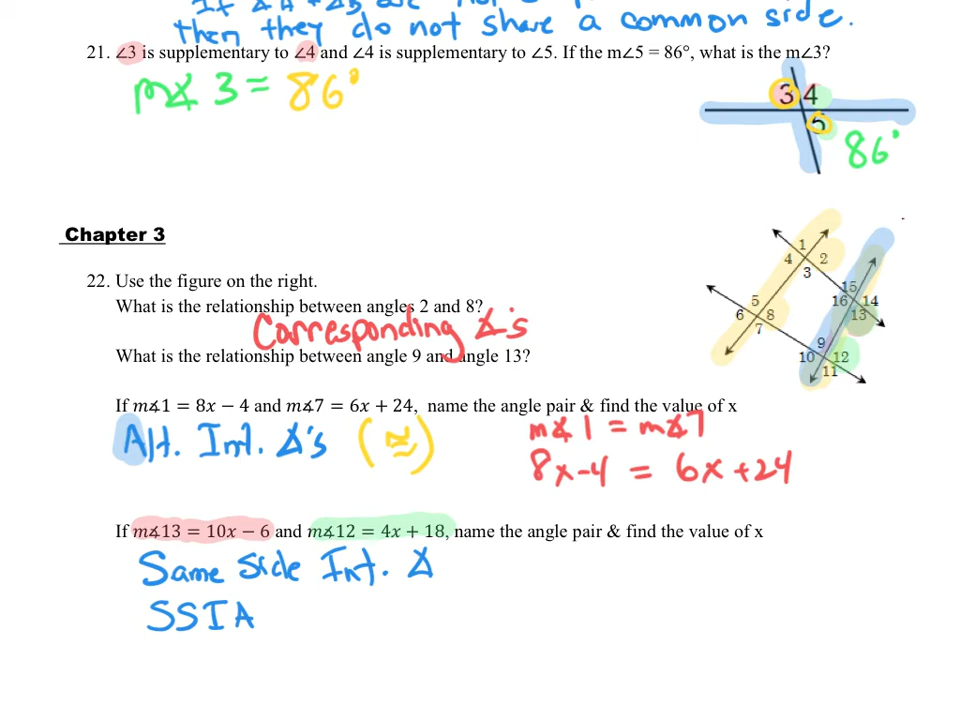 If ∡A + ∡B are not
then they do not share a common side.
21. ∠3 is supplementary to ∠4 and ∠4 is supplementary to ∠5. If the m∠5 = 86°, what is the m∠3?
m∡ 3 = 86°
3 4
5
86°
Chapter 3
22. Use the figure on the right.
What is the relationship between angles 2 and 8?
Corresponding ∡'s
What is the relationship between angle 9 and angle 13?
1
4 2
3
5 15
6 8 16 14
7 13
9
10 12
11
If m∡1 = 8x − 4 and m∡7 = 6x + 24, name the angle pair & find the value of x
Alt. Int. ∡'s (≅)
m∡1 = m∡7
8x-4 = 6x+24
If m∡13 = 10x − 6 and m∡12 = 4x + 18, name the angle pair & find the value of x
Same Side Int. ∡
SSIA